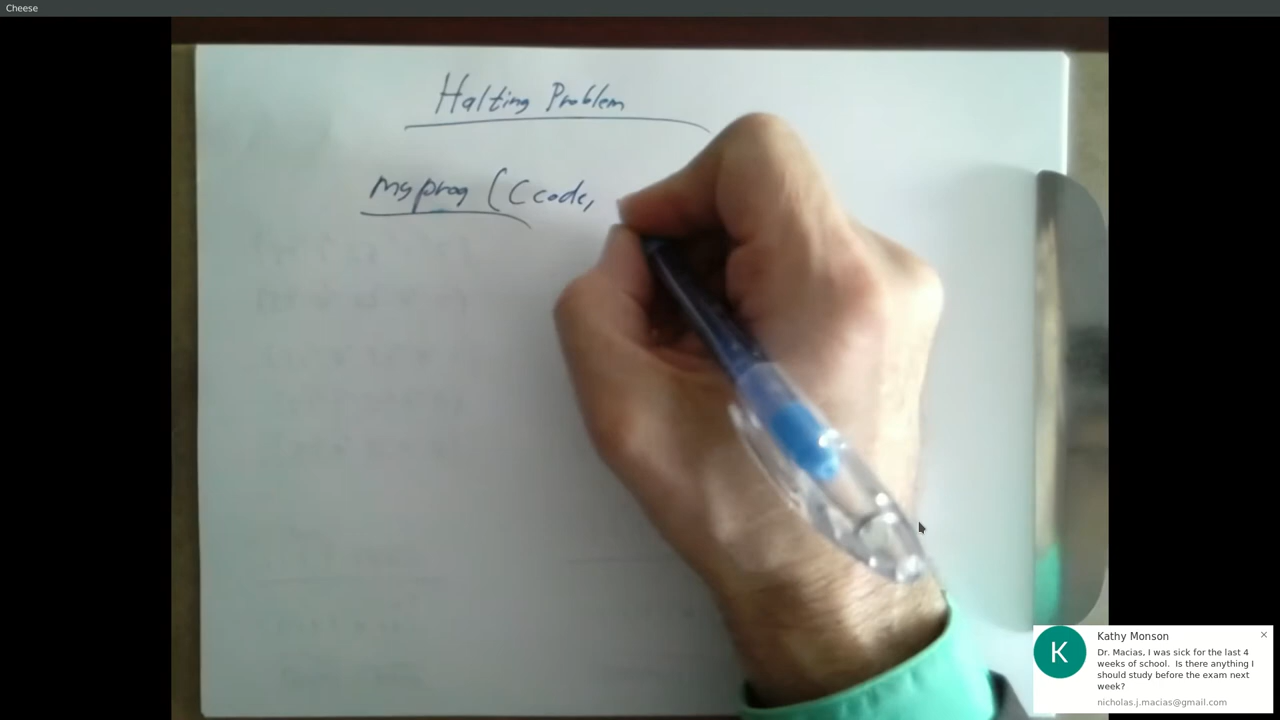 Cheese
Halting Problem
myprog (C code,
K
Kathy Monson
Dr. Macias, I was sick for the last 4
weeks of school. Is there anything I
should study before the exam next
week?
nicholas.j.macias@gmail.com